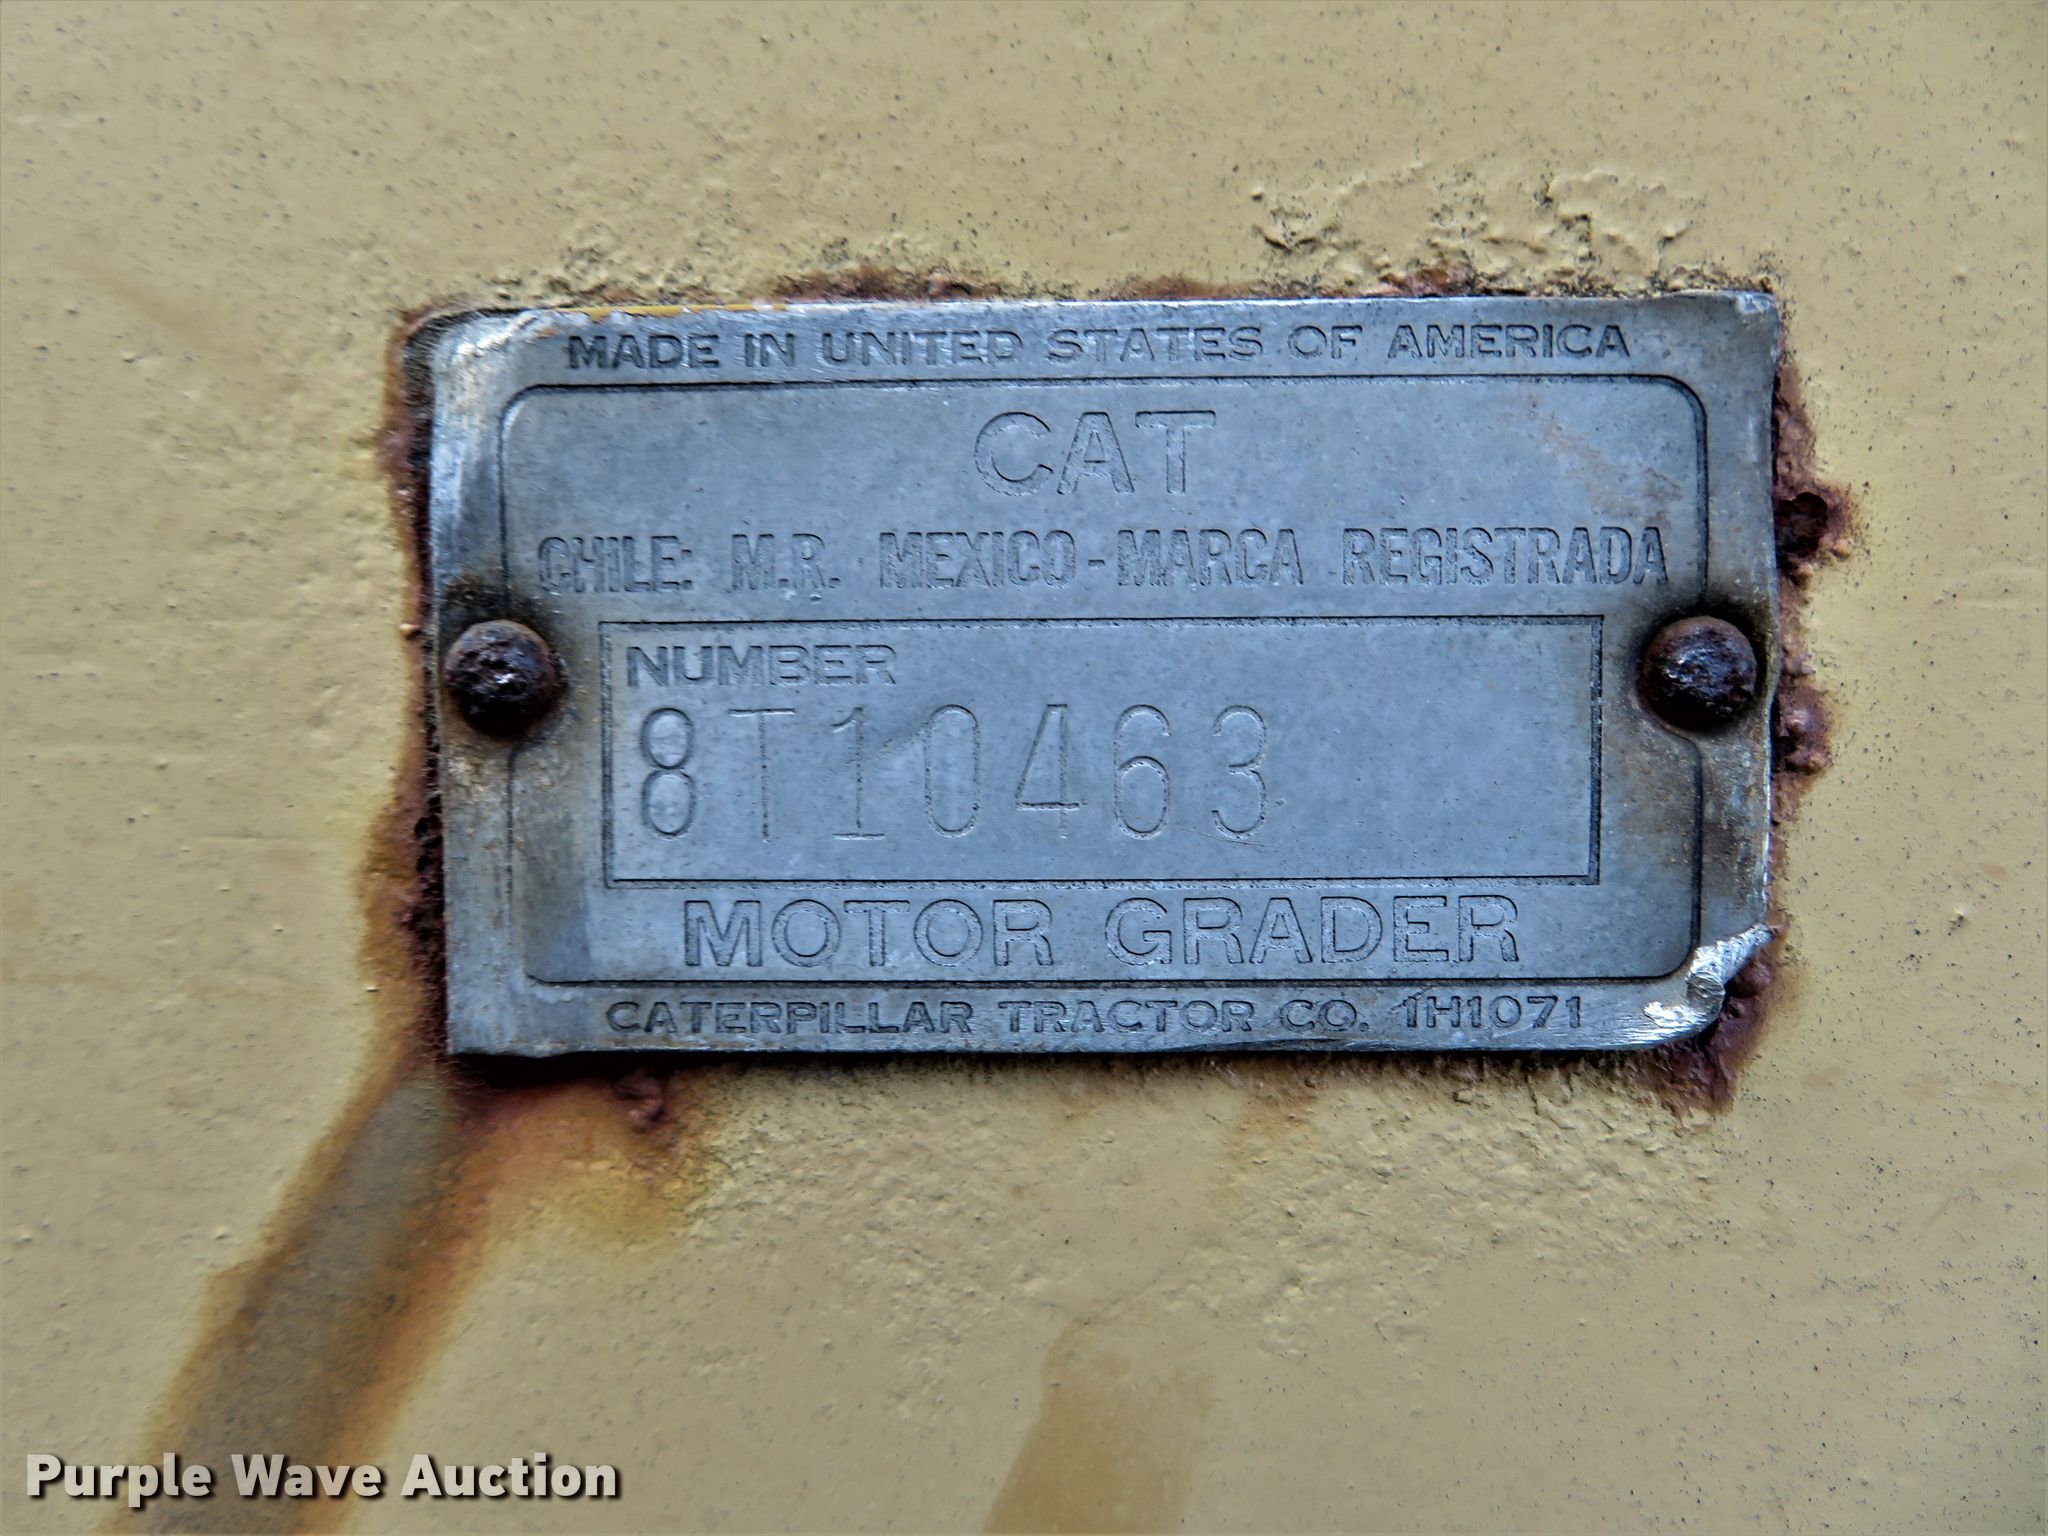 MADE IN UNITED STATES OF AMERICA
CAT
CHILE: M.R. MEXICO-MARCA REGISTRADA
NUMBER
8T10463
MOTOR GRADER
CATERPILLAR TRACTOR CO. 1H1071
Purple Wave Auction